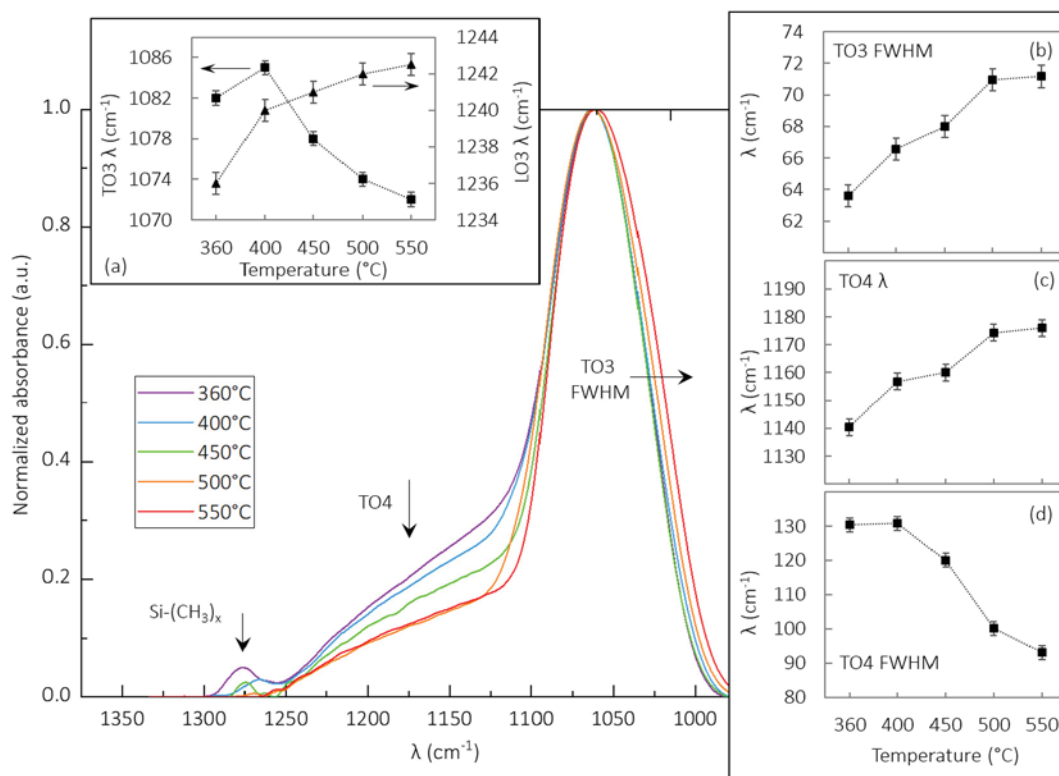 TO3 λ (cm-1)
1086
1082
1078
1074
1070
1244
1242
1240
1238
1236
1234
LO3 λ (cm-1)
360 400 450 500 550
Temperature (°C)
(a)
Normalized absorbance (a.u.)
1.0
0.8
0.6
0.4
0.2
0.0
360°C
400°C
450°C
500°C
550°C
TO3
FWHM
TO4
Si-(CH3)x
1350 1300 1250 1200 1150 1100 1050 1000
λ (cm-1)
TO3 FWHM (b)
λ (cm-1)
74
72
70
68
66
64
62
TO4 λ (c)
λ (cm-1)
1190
1180
1170
1160
1150
1140
1130
(d)
λ (cm-1)
130
120
110
100
90
80
TO4 FWHM
360 400 450 500 550
Temperature (°C)